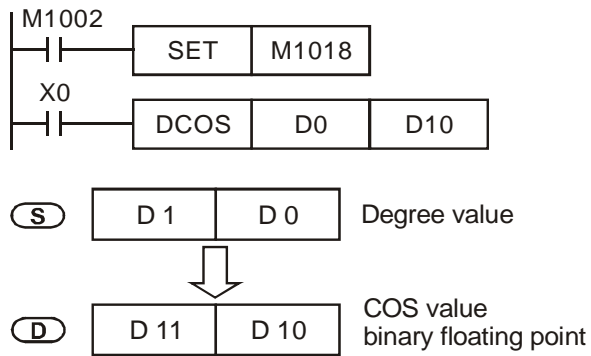 M1002
SET M1018
X0
DCOS D0 D10
S D 1 D 0 Degree value
COS value
D D 11 D 10 binary floating point